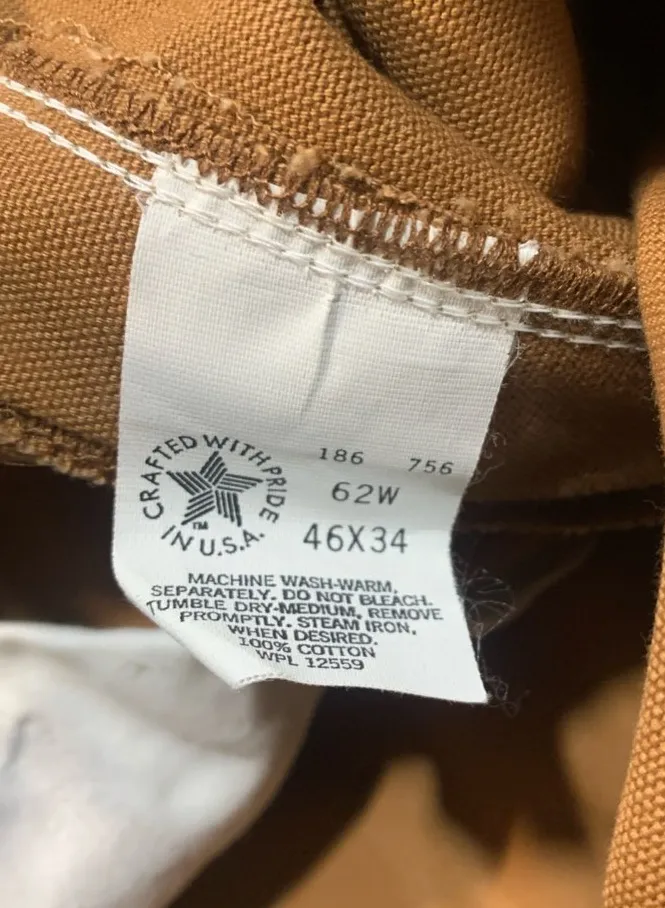 CRAFTED WITH PRIDE
IN U.S.A.
TM
186 756
62W
46X34
MACHINE WASH-WARM,
SEPARATELY. DO NOT BLEACH.
TUMBLE DRY-MEDIUM, REMOVE
PROMPTLY. STEAM IRON,
WHEN DESIRED.
100% COTTON
WPL 12559